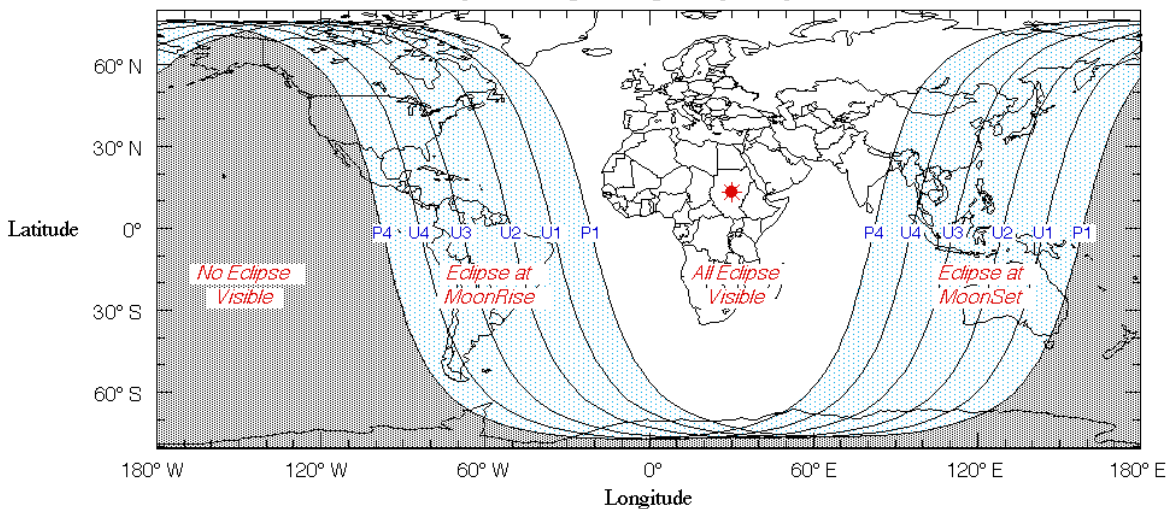 60° N
30° N
Latitude
0°
P4 U4 U3 U2 U1 P1
P4 U4 U3 U2 U1 P1
No Eclipse
Visible
Eclipse at
MoonRise
All Eclipse
Visible
Eclipse at
MoonSet
30° S
60° S
180° W
120° W
60° W
0°
60° E
120° E
180° E
Longitude